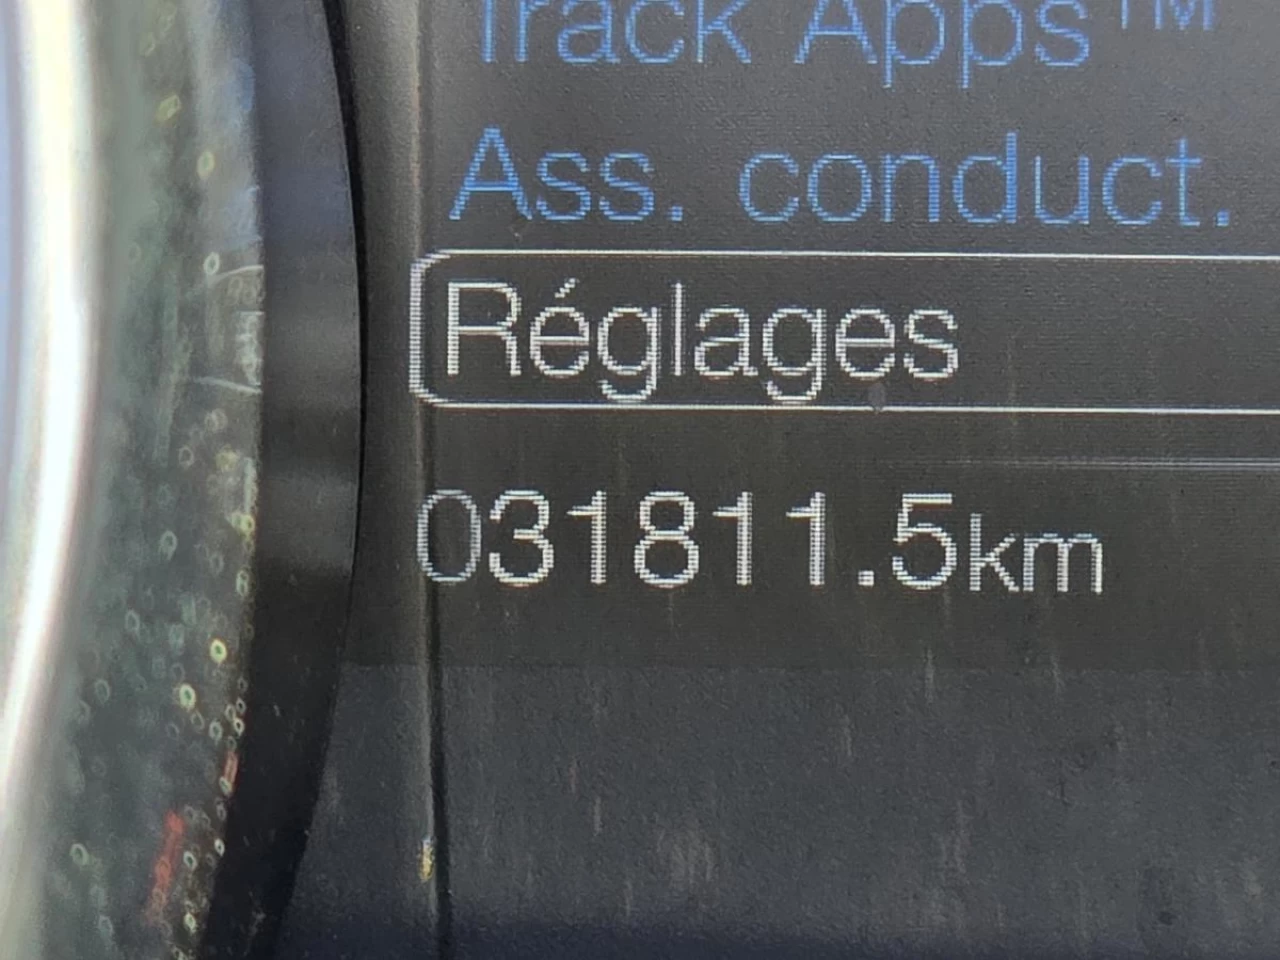 Track Apps™
Ass. conduct.
Réglages
031811.5km